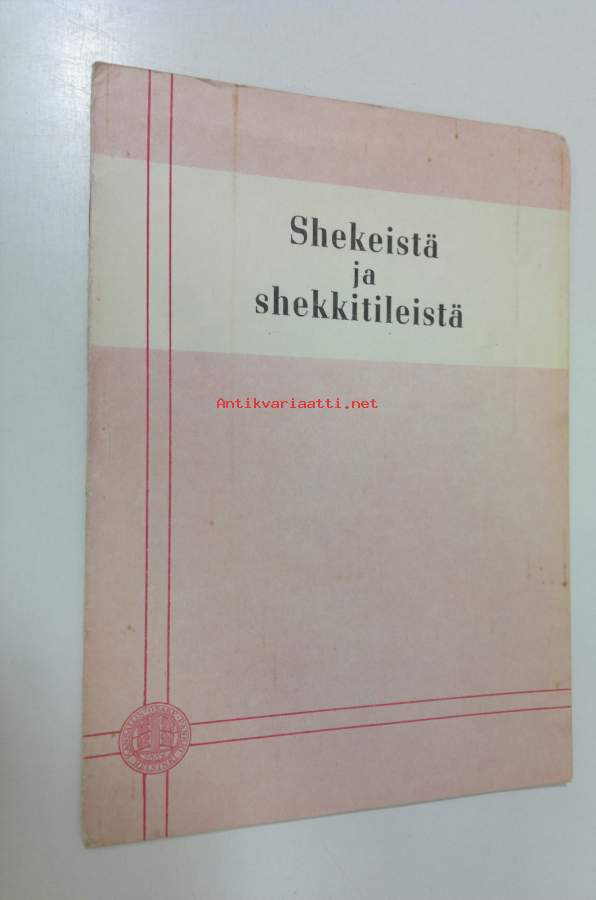 Shekeistä
ja
shekkitileistä
Antikvariaatti.net